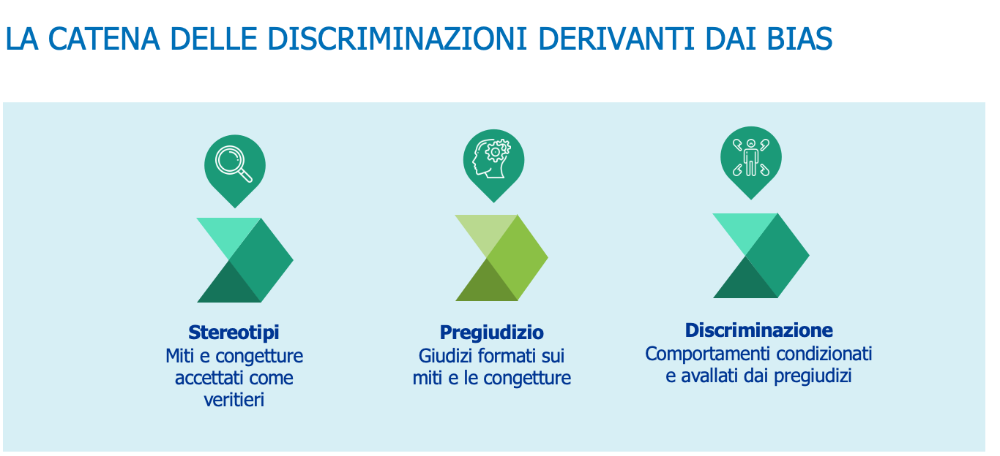 LA CATENA DELLE DISCRIMINAZIONI DERIVANTI DAI BIAS
Stereotipi
Miti e congetture
accettati come
veritieri
Pregiudizio
Giudizi formati sui
miti e le congetture
Discriminazione
Comportamenti condizionati
e avallati dai pregiudizi